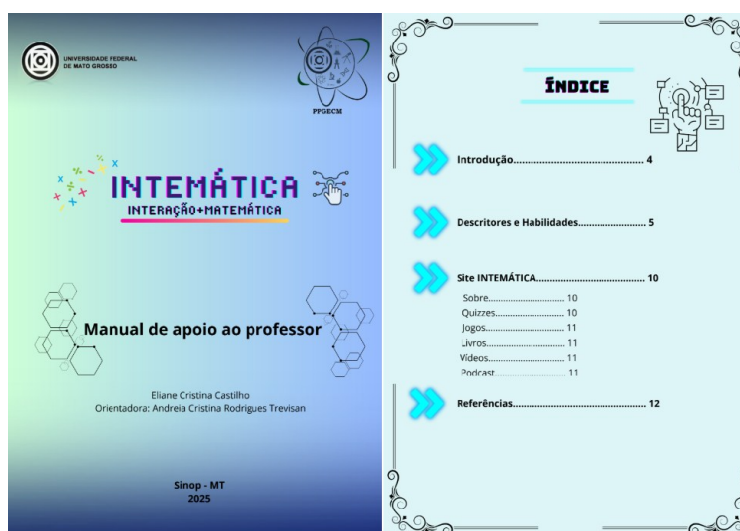 UNIVERSIDADE FEDERAL
DE MATO GROSSO
PPGECM
INTEMÁTICA
INTERAÇÃO+MATEMÁTICA
Manual de apoio ao professor
Eliane Cristina Castilho
Orientadora: Andreia Cristina Rodrigues Trevisan
Sinop - MT
2025
ÍNDICE
Introdução............................................ 4
Descritores e Habilidades....................... 5
Site INTEMÁTICA..................................... 10
Sobre.......................... 10
Quizzes.......................... 10
Jogos.......................... 11
Livros.......................... 11
Vídeos.......................... 11
Podcast.......................... 11
Referências............................................. 12